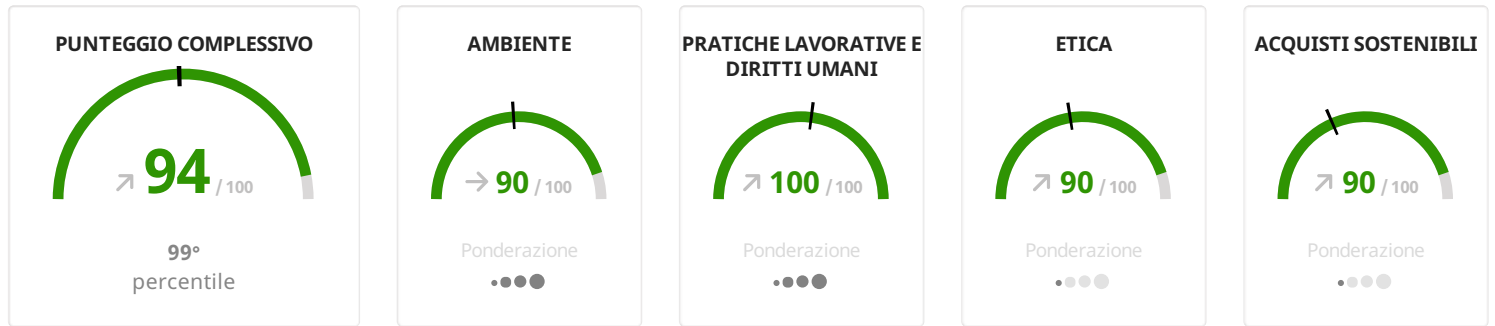 PUNTEGGIO COMPLESSIVO
94 / 100
99°
percentile
AMBIENTE
90 / 100
Ponderazione
PRATICHE LAVORATIVE E
DIRITTI UMANI
100 / 100
Ponderazione
ETICA
90 / 100
Ponderazione
ACQUISTI SOSTENIBILI
90 / 100
Ponderazione